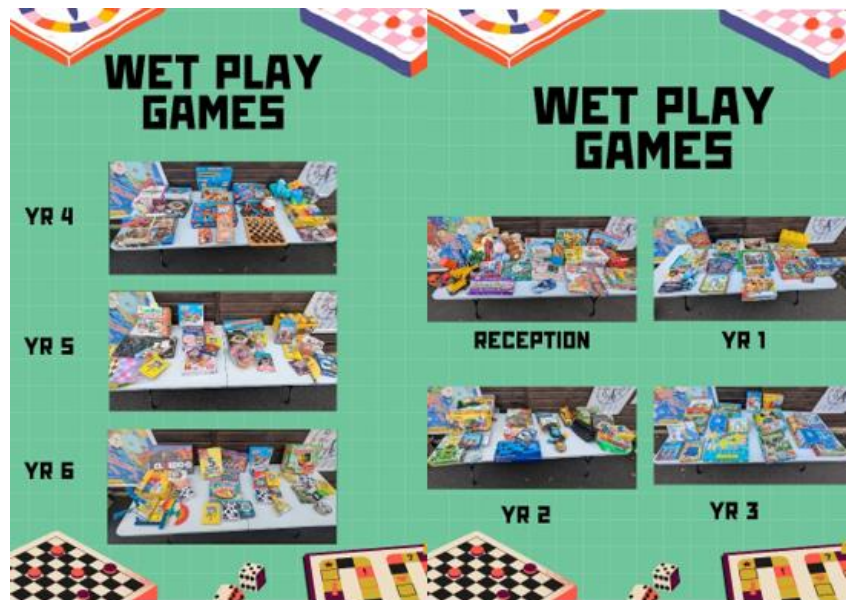 WET PLAY
GAMES
YR 4
YR 5
YR 6
WET PLAY
GAMES
RECEPTION
YR 1
YR 2
YR 3